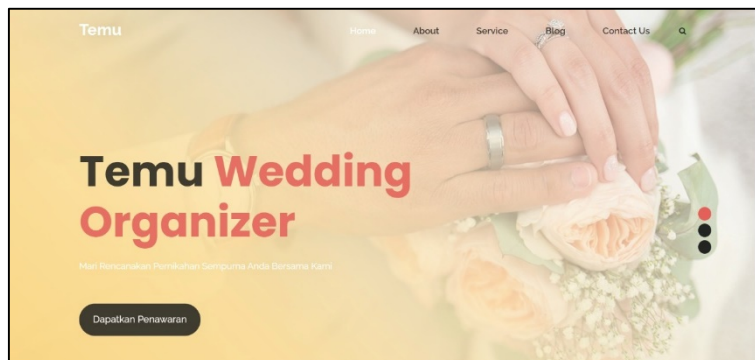 Temu
Home About Service Blog Contact Us
Temu Wedding
Organizer
Mari Rencanakan Pernikahan Sempurna Anda Bersama Kami
Dapatkan Penawaran